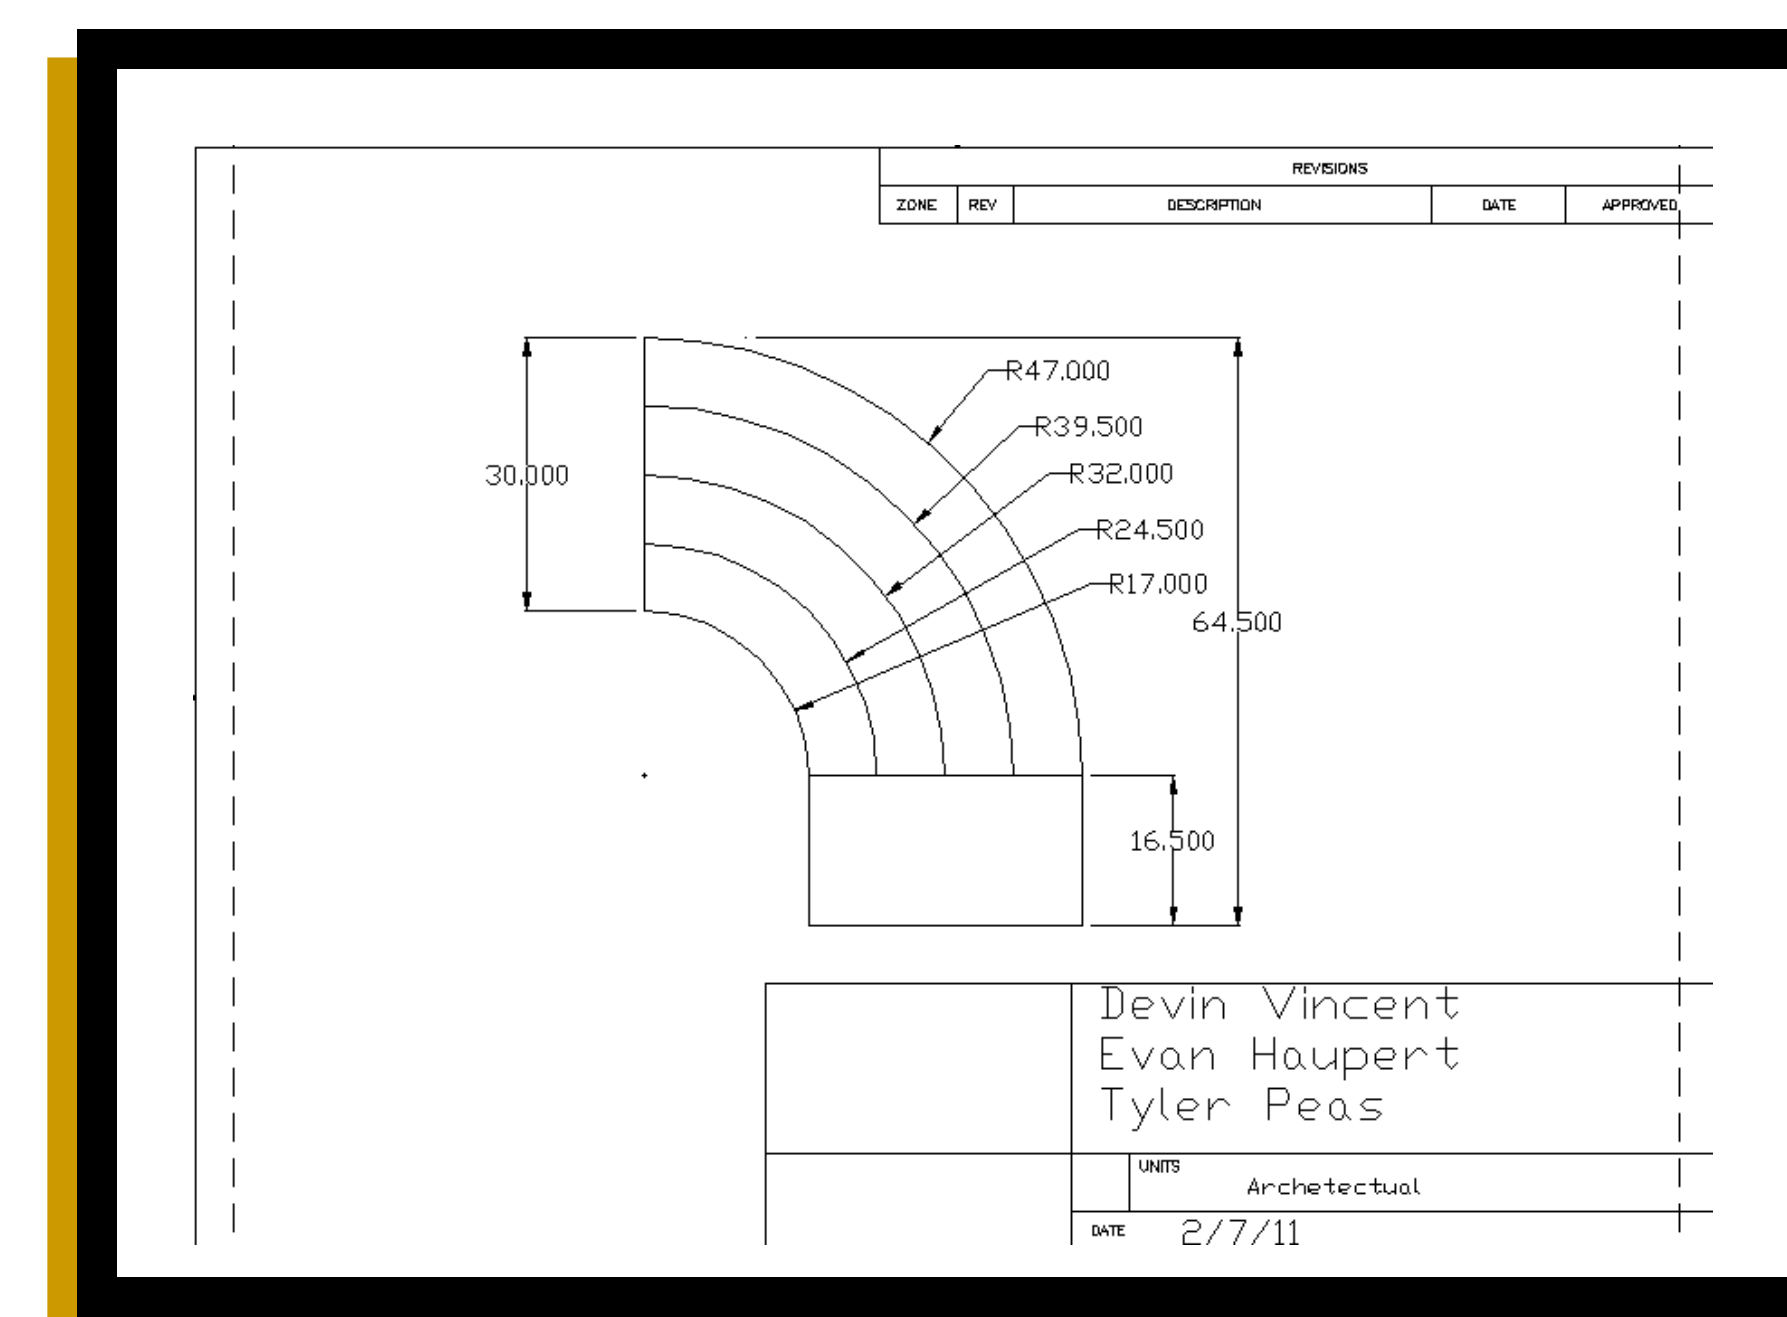 REVISIONS
ZONE REV DESCRIPTION DATE APPROVED
R47.000
R39.500
R32.000
30.000
R24.500
R17.000
64.500
16.500
Devin Vincent
Evan Haupert
Tyler Peas
UNITS
Archetectual
DATE 2/7/11